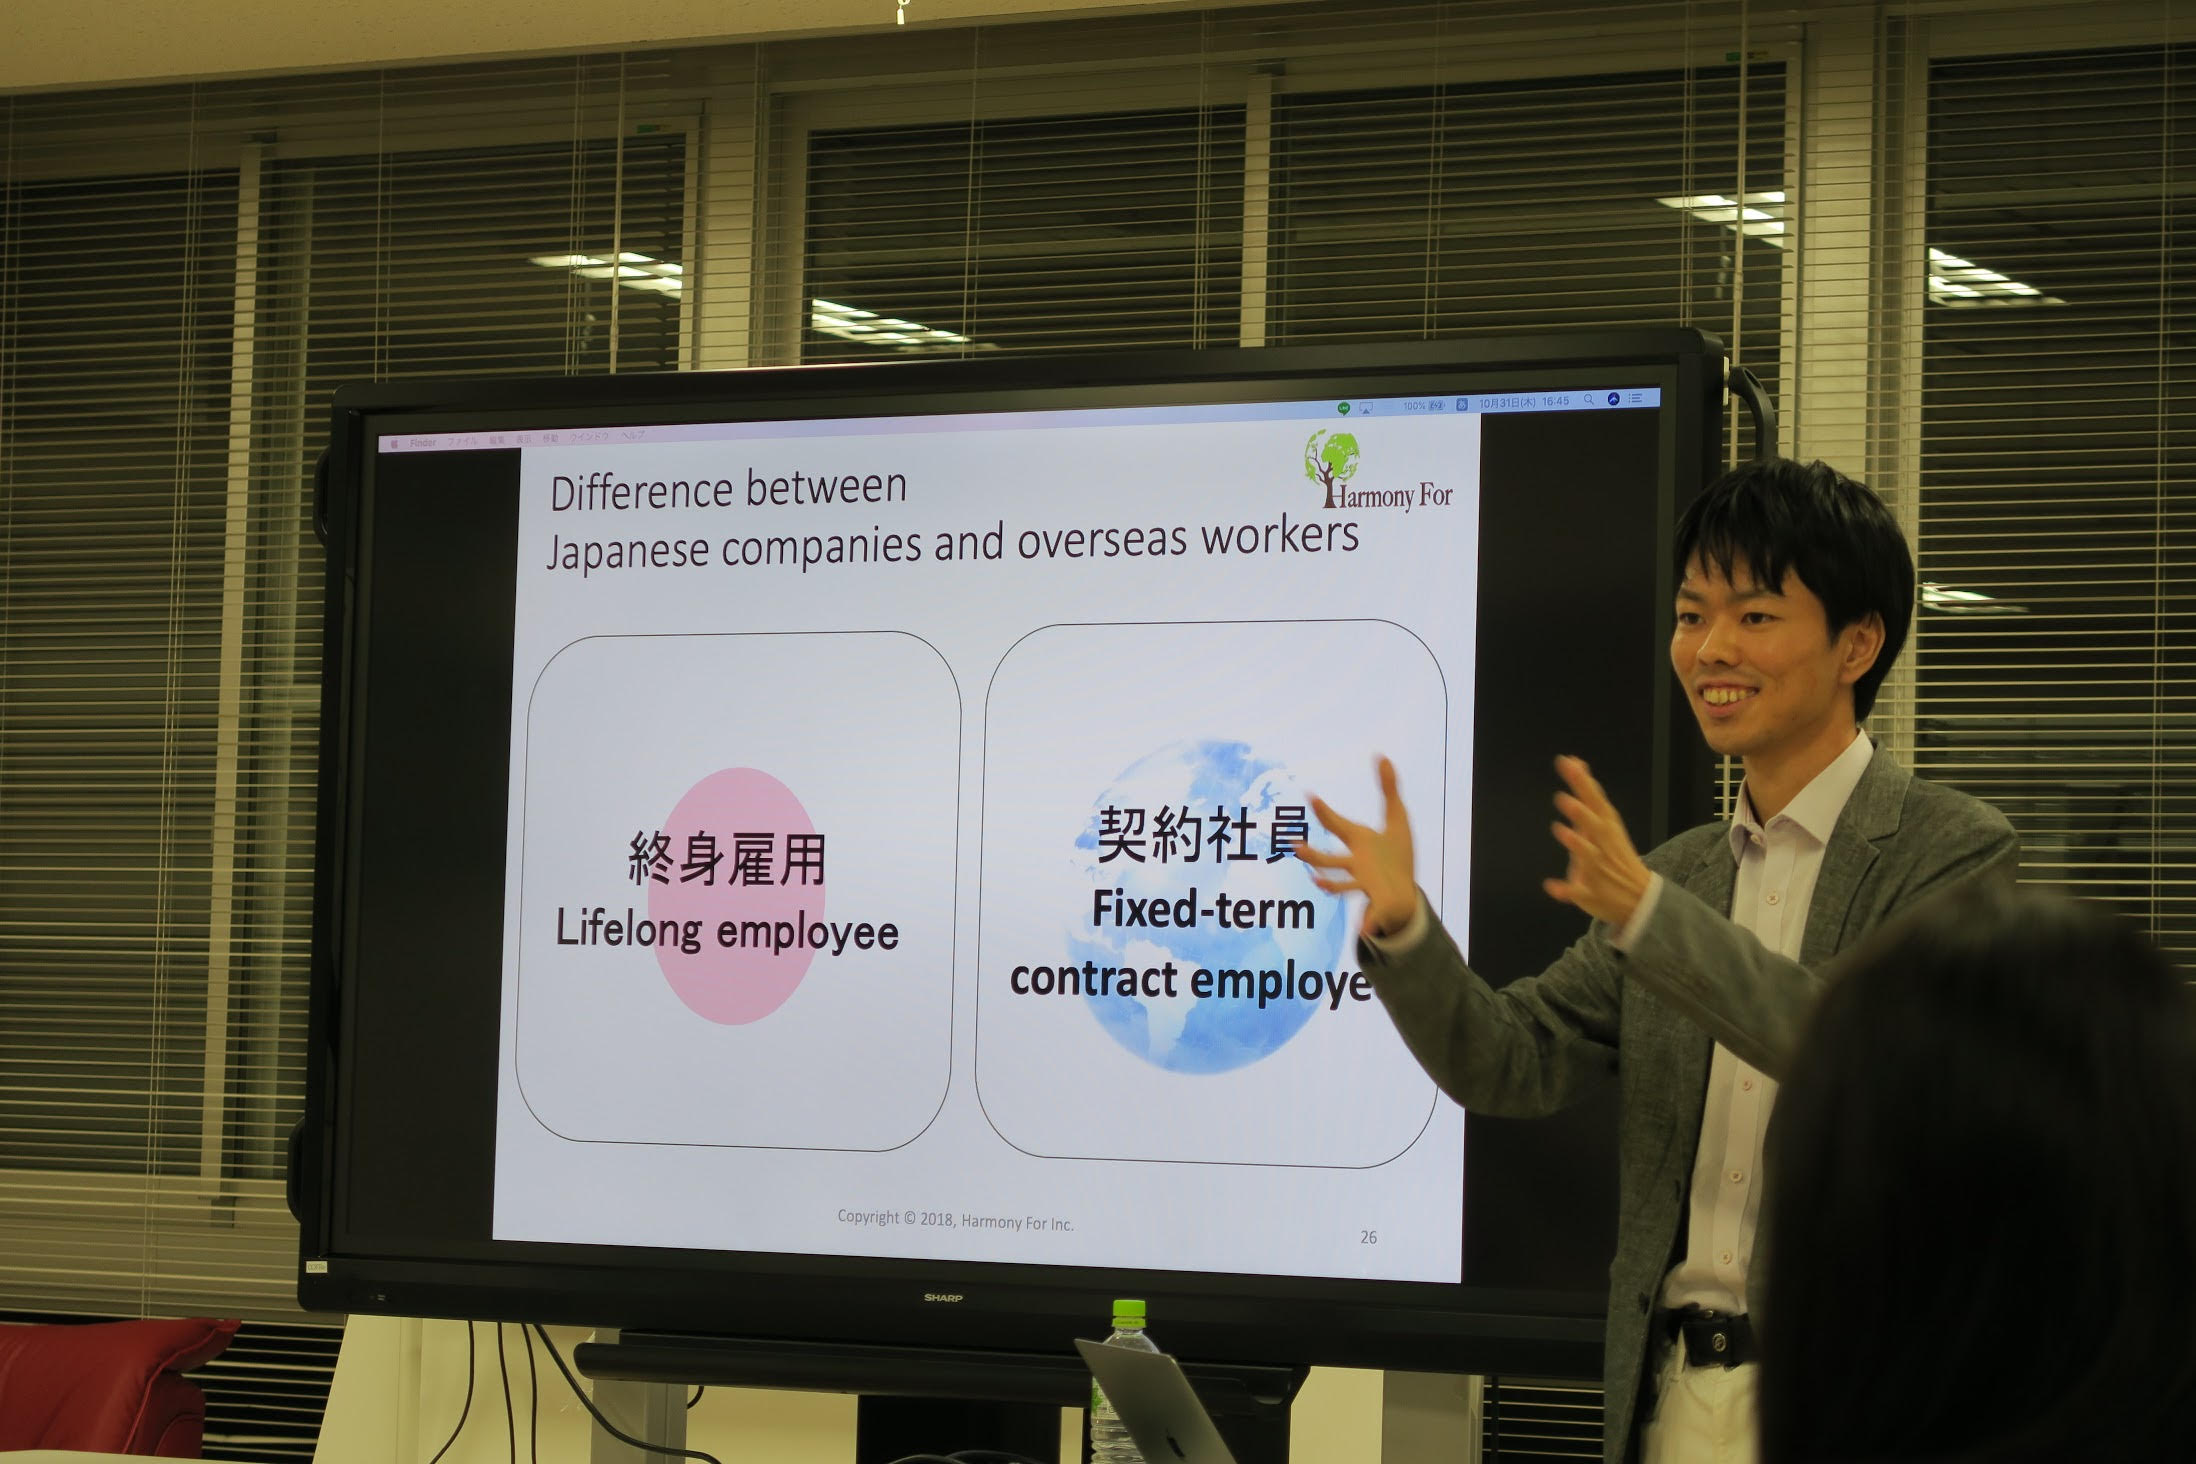 Finder ファイル 編集 表示 移動 ウインドウ ヘルプ
100% 10月31日(木) 16:45
Harmony For
Difference between
Japanese companies and overseas workers
終身雇用
Lifelong employee
契約社員
Fixed-term
contract employe
Copyright © 2018, Harmony For Inc.
26
SHARP